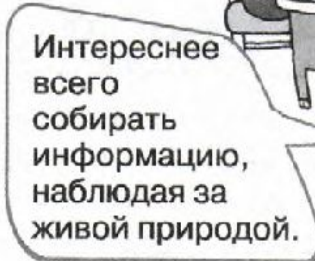 Интереснее
всего
собирать
информацию,
наблюдая за
живой природой.